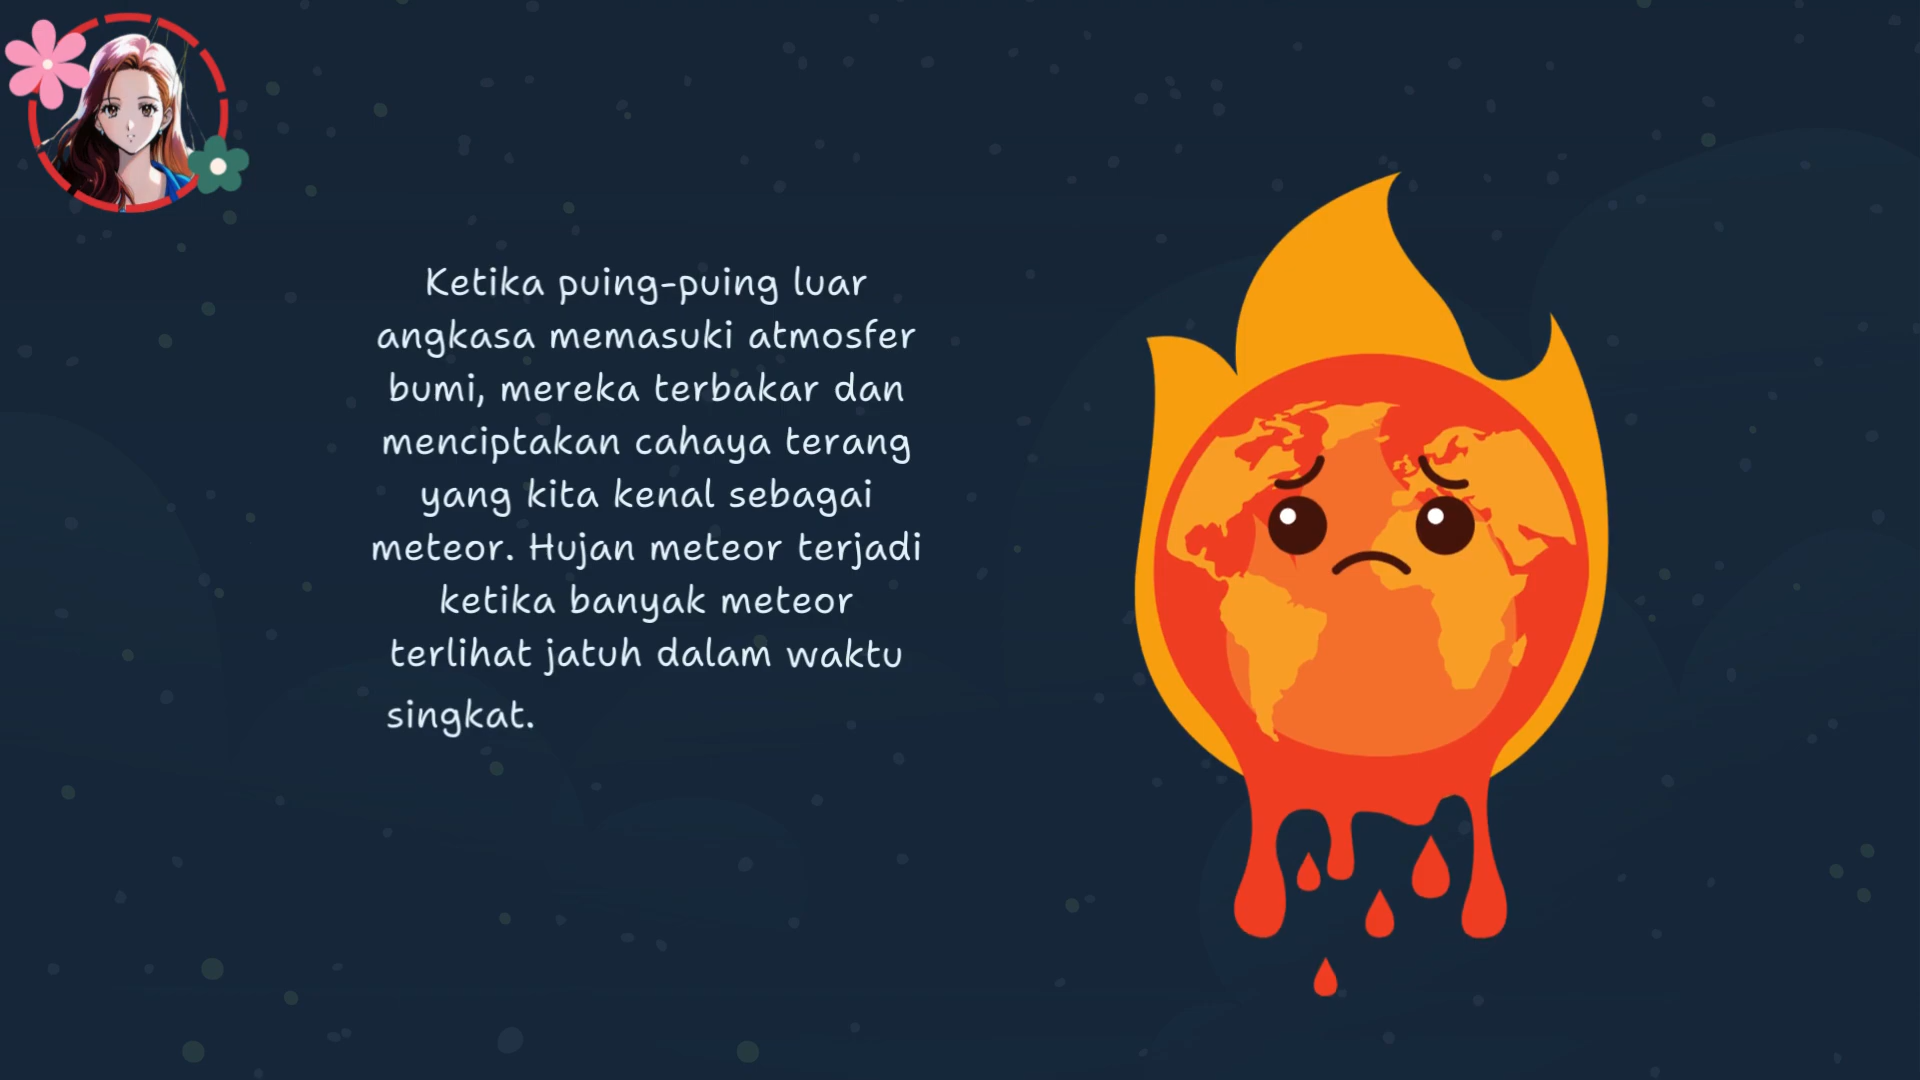 Ketika puing-puing luar
angkasa memasuki atmosfer
bumi, mereka terbakar dan
menciptakan cahaya terang
yang kita kenal sebagai
meteor. Hujan meteor terjadi
ketika banyak meteor
terlihat jatuh dalam waktu
singkat.